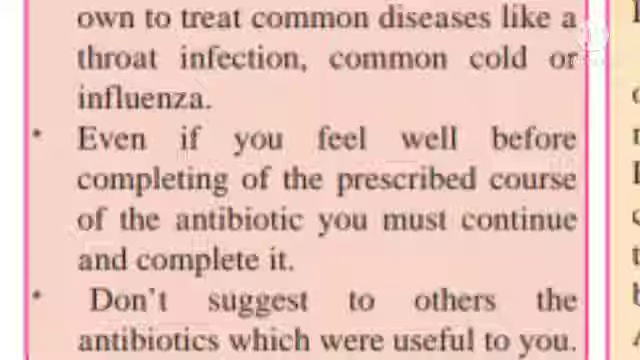 own to treat common diseases like a
throat infection, common cold or
influenza.
• Even if you feel well before
completing of the prescribed course
of the antibiotic you must continue
and complete it.
• Don't suggest to others the
antibiotics which were useful to you.